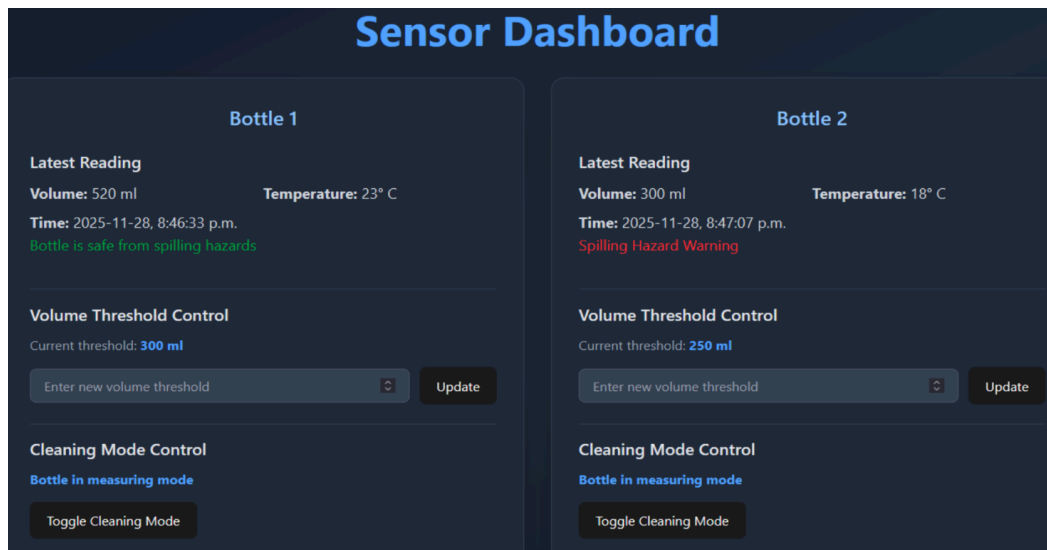 Sensor Dashboard
Bottle 1
Latest Reading
Volume: 520 ml Temperature: 23° C
Time: 2025-11-28, 8:46:33 p.m.
Bottle is safe from spilling hazards
Volume Threshold Control
Current threshold: 300 ml
Enter new volume threshold Update
Cleaning Mode Control
Bottle in measuring mode
Toggle Cleaning Mode
Bottle 2
Latest Reading
Volume: 300 ml Temperature: 18° C
Time: 2025-11-28, 8:47:07 p.m.
Spilling Hazard Warning
Volume Threshold Control
Current threshold: 250 ml
Enter new volume threshold Update
Cleaning Mode Control
Bottle in measuring mode
Toggle Cleaning Mode